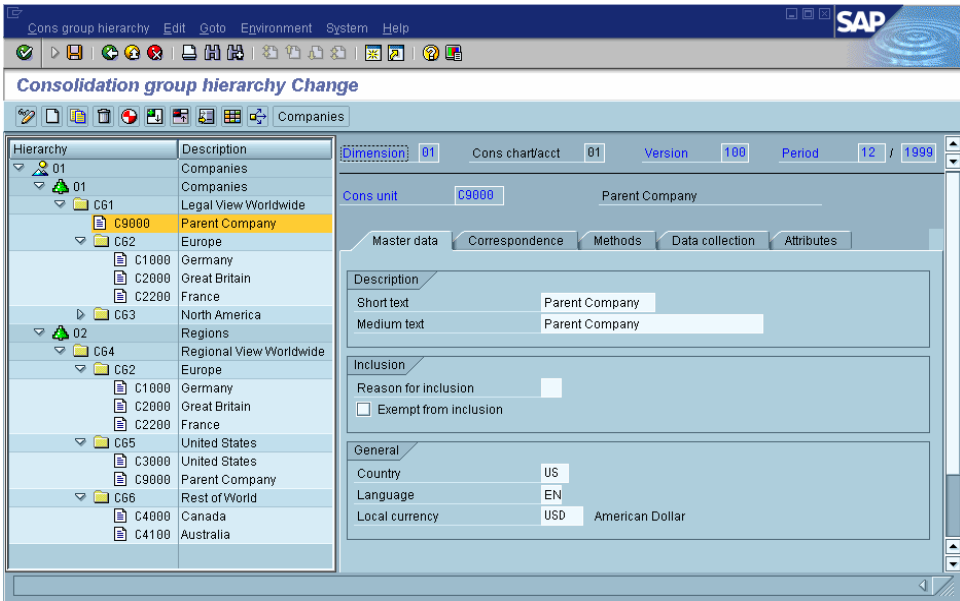 Cons group hierarchy Edit Goto Environment System Help
SAP
Consolidation group hierarchy Change
Companies
Hierarchy Description
01 Companies
01 Companies
CG1 Legal View Worldwide
C9000 Parent Company
CG2 Europe
C1000 Germany
C2000 Great Britain
C2200 France
CG3 North America
02 Regions
CG4 Regional View Worldwide
CG2 Europe
C1000 Germany
C2000 Great Britain
C2200 France
CG5 United States
C3000 United States
C9000 Parent Company
CG6 Rest of World
C4000 Canada
C4100 Australia
Dimension 01 Cons chart/acct 01 Version 100 Period 12 / 1999
Cons unit C9000 Parent Company
Master data Correspondence Methods Data collection Attributes
Description
Short text Parent Company
Medium text Parent Company
Inclusion
Reason for inclusion
Exempt from inclusion
General
Country US
Language EN
Local currency USD American Dollar